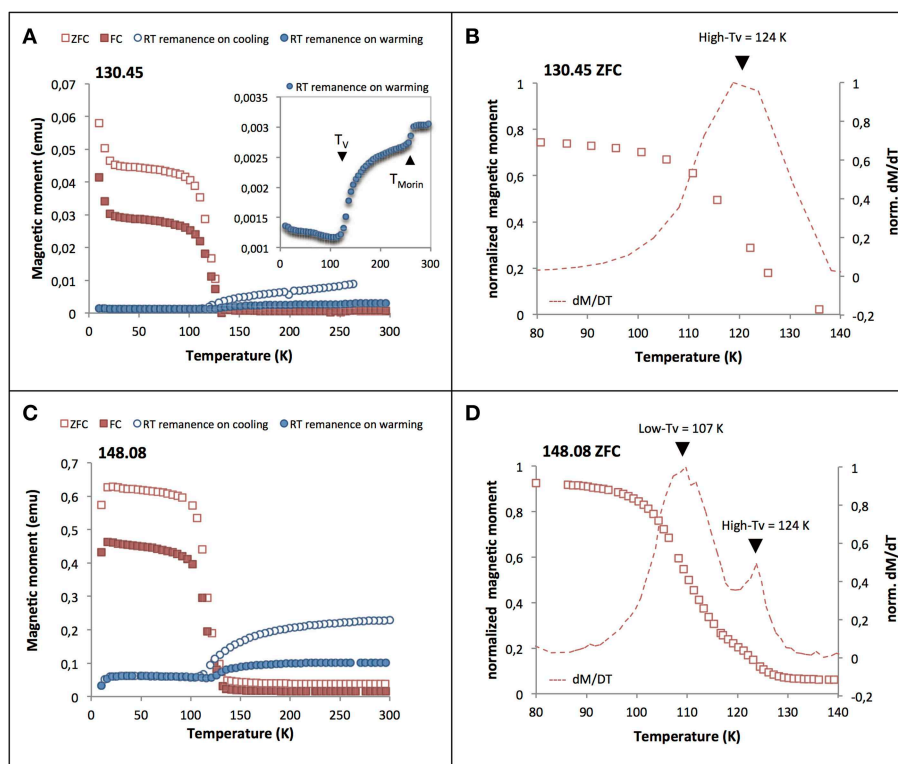 A
ZFC FC RT remanence on cooling RT remanence on warming
130.45
0,07
0,06
0,05
0,04
0,03
0,02
0,01
0
Magnetic moment (emu)
0 50 100 150 200 250 300
Temperature (K)
RT remanence on warming
0,0035
0,003
0,0025
0,002
0,0015
0,001
0 100 200 300
TV
TMorin
B
High-Tv = 124 K
130.45 ZFC
1
0,8
0,6
0,4
0,2
0
normalized magnetic moment
1
0,8
0,6
0,4
0,2
0
-0,2
norm. dM/dT
dM/DT
80 90 100 110 120 130 140
Temperature (K)
C
ZFC FC RT remanence on cooling RT remanence on warming
148.08
0,7
0,6
0,5
0,4
0,3
0,2
0,1
0
Magnetic moment (emu)
0 50 100 150 200 250 300
Temperature (K)
D
Low-Tv = 107 K
148.08 ZFC
High-Tv = 124 K
1
0,8
0,6
0,4
0,2
0
normalized magnetic moment
1
0,8
0,6
0,4
0,2
0
-0,2
norm. dM/dT
dM/DT
80 90 100 110 120 130 140
Temperature (K)